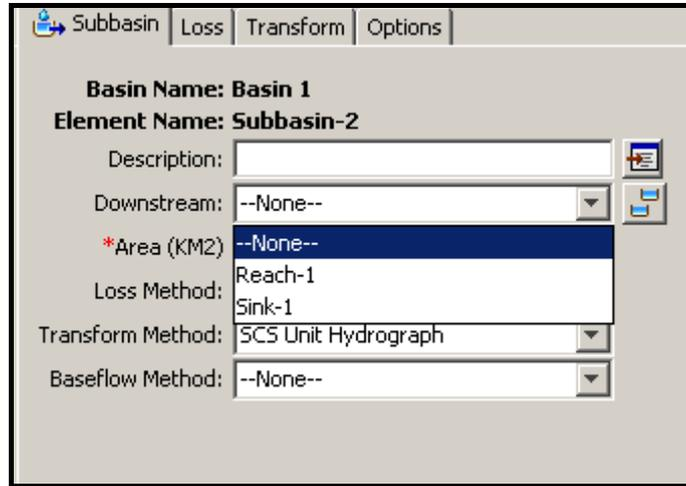 Subbasin Loss Transform Options
Basin Name: Basin 1
Element Name: Subbasin-2
Description:
Downstream: --None--
*Area (KM2) --None--
Reach-1
Loss Method:
Sink-1
Transform Method: SCS Unit Hydrograph
Baseflow Method: --None--